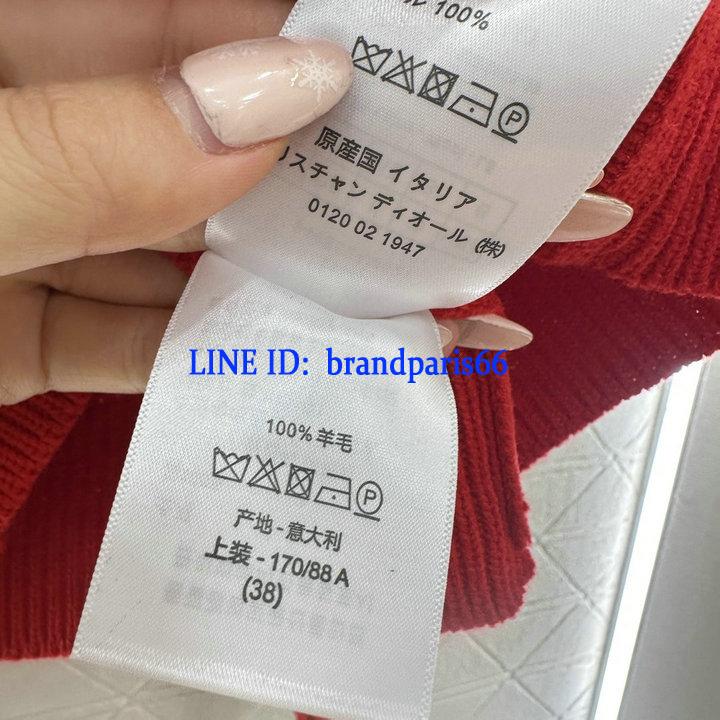 100%
原産国 イタリア
リスチャン ディオール (株)
0120 02 1947
LINE ID: brandparis66
100% 羊毛
产地 - 意大利
上装 - 170/88 A
(38)